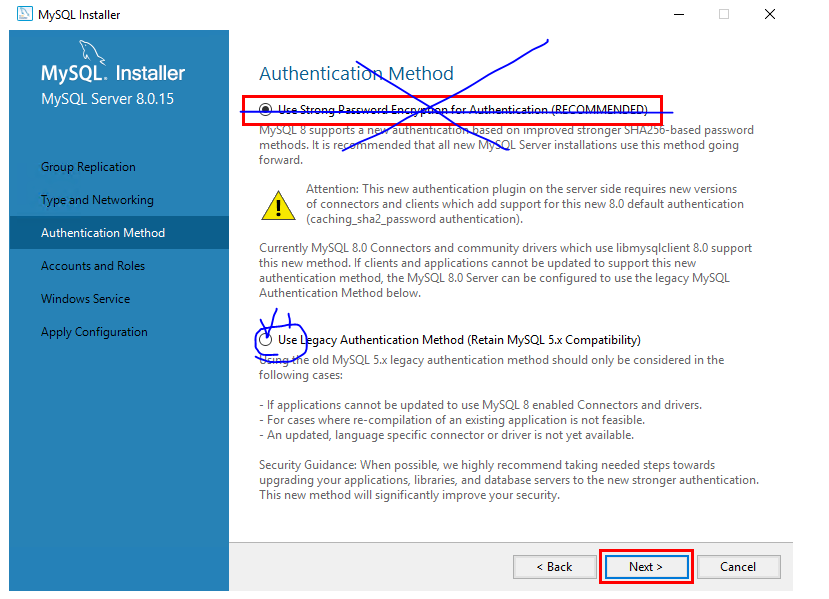 MySQL Installer
MySQL. Installer
MySQL Server 8.0.15
Group Replication
Type and Networking
Authentication Method
Accounts and Roles
Windows Service
Apply Configuration
Authentication Method
Use Strong Password Encryption for Authentication (RECOMMENDED)
MySQL 8 supports a new authentication based on improved stronger SHA256-based password
methods. It is recommended that all new MySQL Server installations use this method going
forward.
Attention: This new authentication plugin on the server side requires new versions
of connectors and clients which add support for this new 8.0 default authentication
(caching_sha2_password authentication).
Currently MySQL 8.0 Connectors and community drivers which use libmysqlclient 8.0 support
this new method. If clients and applications cannot be updated to support this new
authentication method, the MySQL 8.0 Server can be configured to use the legacy MySQL
Authentication Method below.
Use Legacy Authentication Method (Retain MySQL 5.x Compatibility)
Using the old MySQL 5.x legacy authentication method should only be considered in the
following cases:
- If applications cannot be updated to use MySQL 8 enabled Connectors and drivers.
- For cases where re-compilation of an existing application is not feasible.
- An updated, language specific connector or driver is not yet available.
Security Guidance: When possible, we highly recommend taking needed steps towards
upgrading your applications, libraries, and database servers to the new stronger authentication.
This new method will significantly improve your security.
< Back
Next >
Cancel